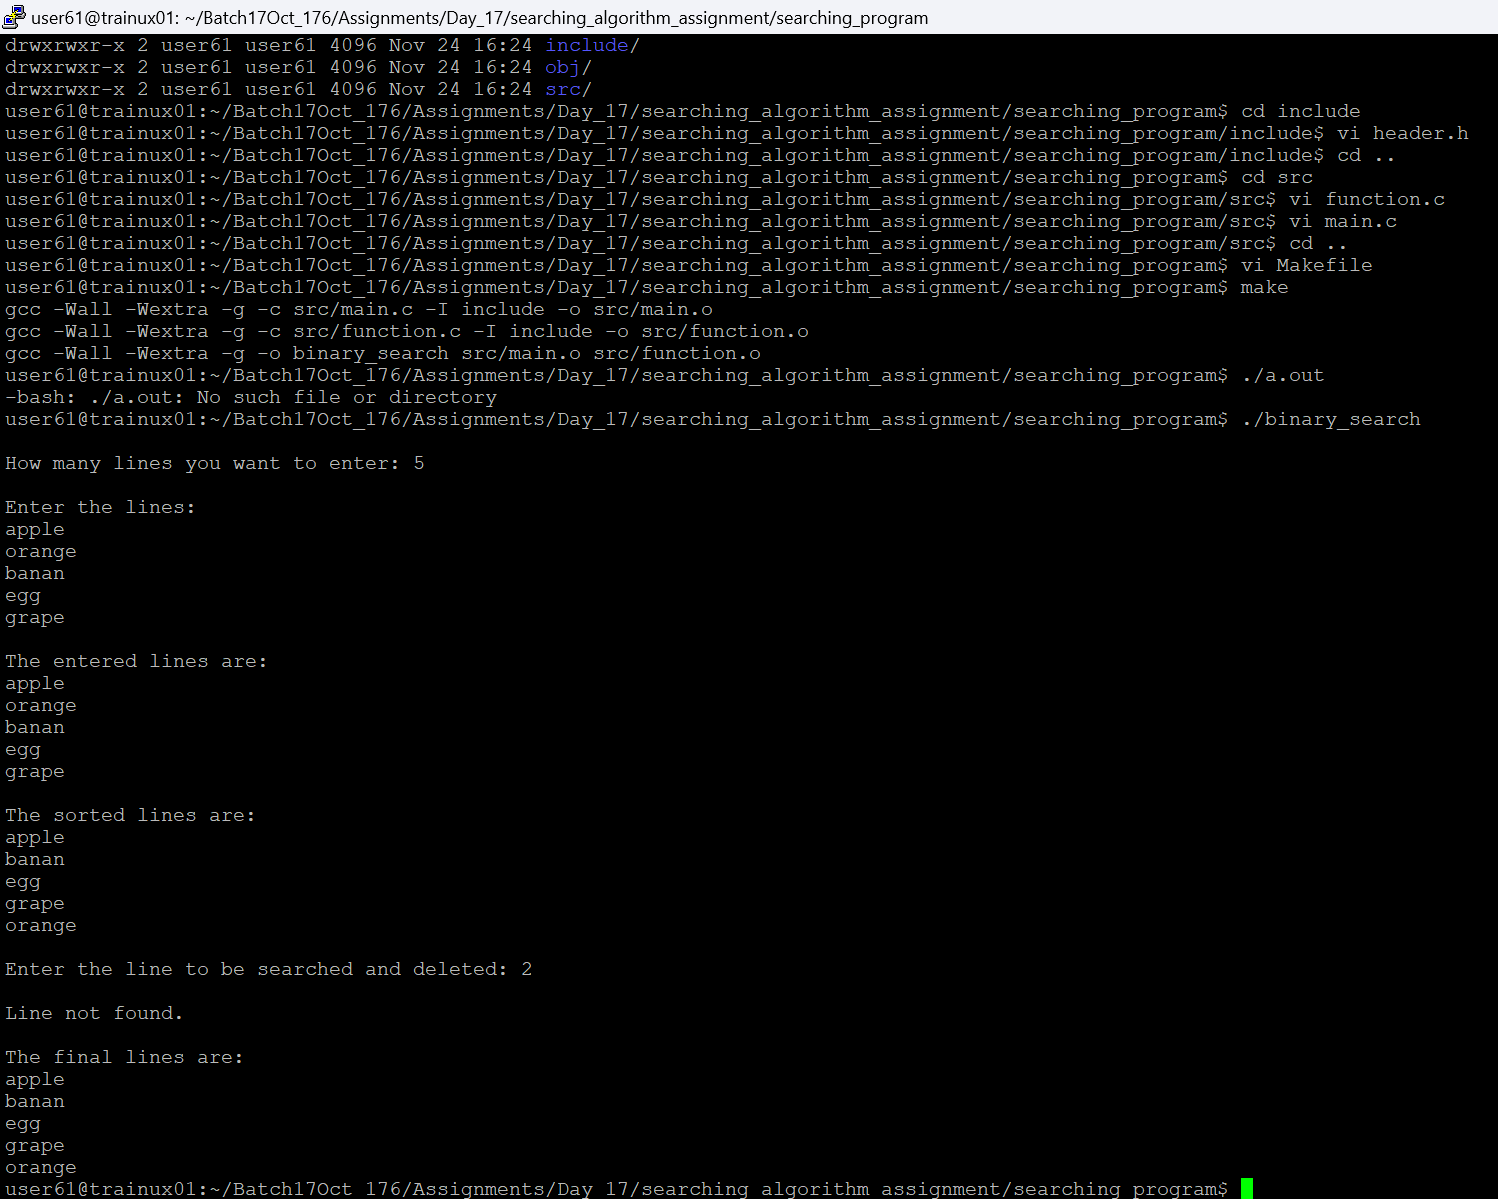 user61@trainux01: ~/Batch17Oct_176/Assignments/Day_17/searching_algorithm_assignment/searching_program
drwxrwxr-x 2 user61 user61 4096 Nov 24 16:24 include/
drwxrwxr-x 2 user61 user61 4096 Nov 24 16:24 obj/
drwxrwxr-x 2 user61 user61 4096 Nov 24 16:24 src/
user61@trainux01:~/Batch17Oct_176/Assignments/Day_17/searching_algorithm_assignment/searching_program$ cd include
user61@trainux01:~/Batch17Oct_176/Assignments/Day_17/searching_algorithm_assignment/searching_program/include$ vi header.h
user61@trainux01:~/Batch17Oct_176/Assignments/Day_17/searching_algorithm_assignment/searching_program/include$ cd ..
user61@trainux01:~/Batch17Oct_176/Assignments/Day_17/searching_algorithm_assignment/searching_program$ cd src
user61@trainux01:~/Batch17Oct_176/Assignments/Day_17/searching_algorithm_assignment/searching_program/src$ vi function.c
user61@trainux01:~/Batch17Oct_176/Assignments/Day_17/searching_algorithm_assignment/searching_program/src$ vi main.c
user61@trainux01:~/Batch17Oct_176/Assignments/Day_17/searching_algorithm_assignment/searching_program/src$ cd ..
user61@trainux01:~/Batch17Oct_176/Assignments/Day_17/searching_algorithm_assignment/searching_program$ vi Makefile
user61@trainux01:~/Batch17Oct_176/Assignments/Day_17/searching_algorithm_assignment/searching_program$ make
gcc -Wall -Wextra -g -c src/main.c -I include -o src/main.o
gcc -Wall -Wextra -g -c src/function.c -I include -o src/function.o
gcc -Wall -Wextra -g -o binary_search src/main.o src/function.o
user61@trainux01:~/Batch17Oct_176/Assignments/Day_17/searching_algorithm_assignment/searching_program$ ./a.out
-bash: ./a.out: No such file or directory
user61@trainux01:~/Batch17Oct_176/Assignments/Day_17/searching_algorithm_assignment/searching_program$ ./binary_search
How many lines you want to enter: 5
Enter the lines:
apple
orange
banan
egg
grape
The entered lines are:
apple
orange
banan
egg
grape
The sorted lines are:
apple
banan
egg
grape
orange
Enter the line to be searched and deleted: 2
Line not found.
The final lines are:
apple
banan
egg
grape
orange
user61@trainux01:~/Batch17Oct_176/Assignments/Day_17/searching_algorithm_assignment/searching_program$